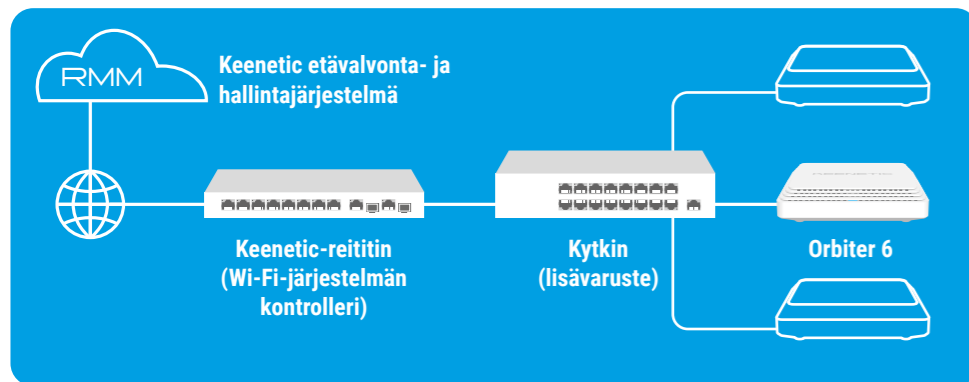 RMM
Keenetic etävalvonta- ja
hallintajärjestelmä
Keenetic-reititin
(Wi-Fi-järjestelmän
kontrolleri)
Kytkin
(lisävaruste)
Orbiter 6